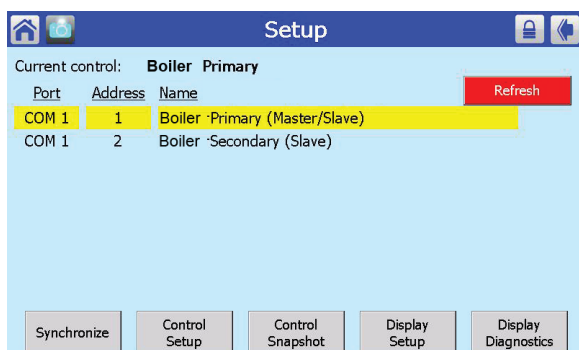 Setup
Current control: Boiler Primary
Port Address Name
Refresh
COM 1 1 Boiler ·Primary (Master/Slave)
COM 1 2 Boiler ·Secondary (Slave)
Synchronize
Control
Setup
Control
Snapshot
Display
Setup
Display
Diagnostics